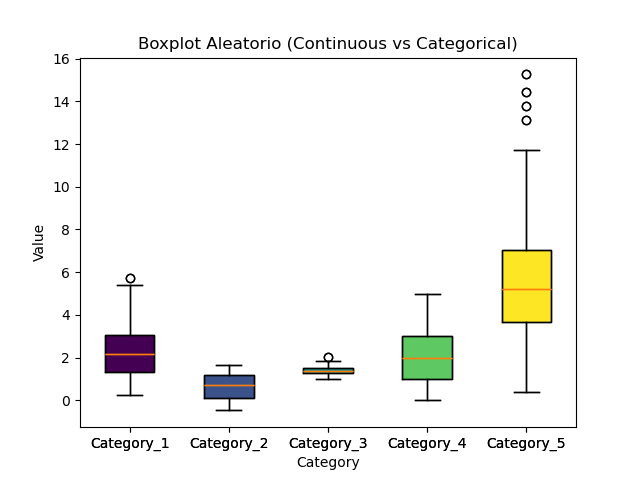 Boxplot Aleatorio (Continuous vs Categorical)
16
14
12
10
8
6
4
2
0
Value
Category_1 Category_2 Category_3 Category_4 Category_5
Category